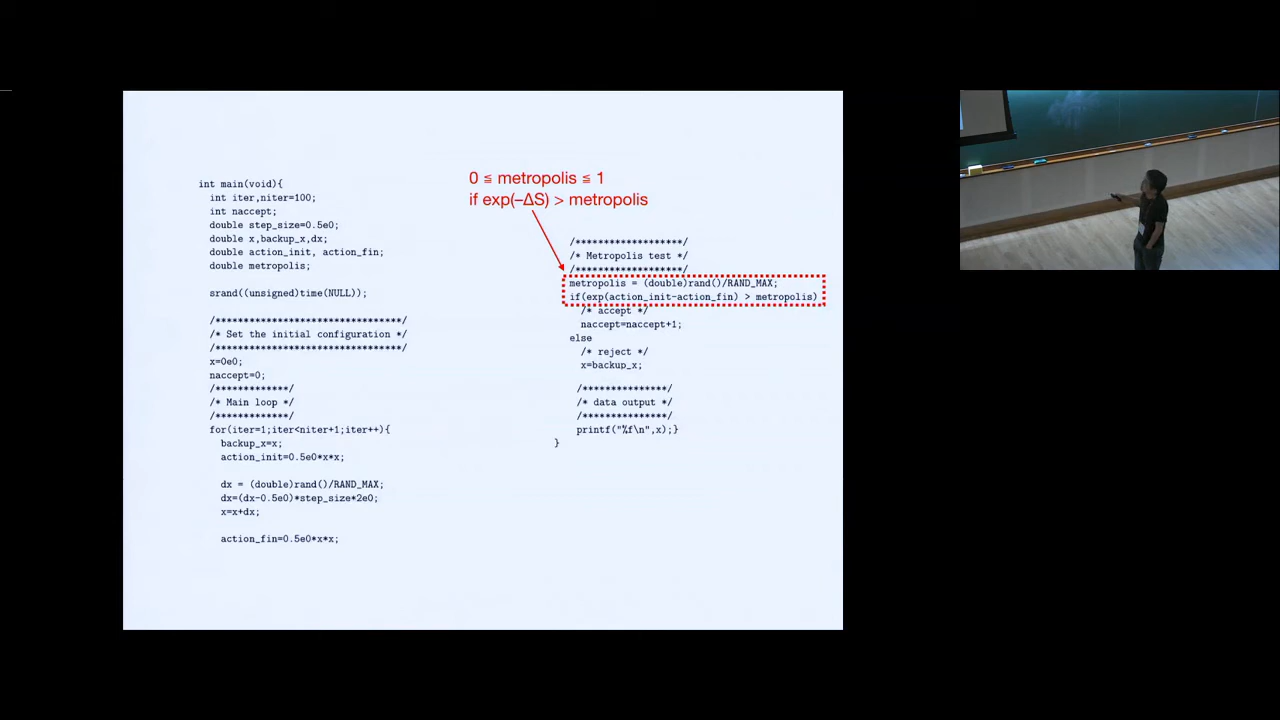 int main(void){
int iter,niter=100;
int naccept;
double step_size=0.5e0;
double x,backup_x,dx;
double action_init, action_fin;
double metropolis;
srand((unsigned)time(NULL));
/*********************************/
/* Set the initial configuration */
/*********************************/
x=0e0;
naccept=0;
/*************/
/* Main loop */
/*************/
for(iter=1;iter<niter+1;iter++){
backup_x=x;
action_init=0.5e0*x*x;
dx = (double)rand()/RAND_MAX;
dx=(dx-0.5e0)*step_size*2e0;
x=x+dx;
action_fin=0.5e0*x*x;
0 ≦ metropolis ≦ 1
if exp(−ΔS) > metropolis
/*******************/
/* Metropolis test */
/*******************/
metropolis = (double)rand()/RAND_MAX;
if(exp(action_init-action_fin) > metropolis)
/* accept */
naccept=naccept+1;
else
/* reject */
x=backup_x;
/***************/
/* data output */
/***************/
printf("%f\n",x);}
}